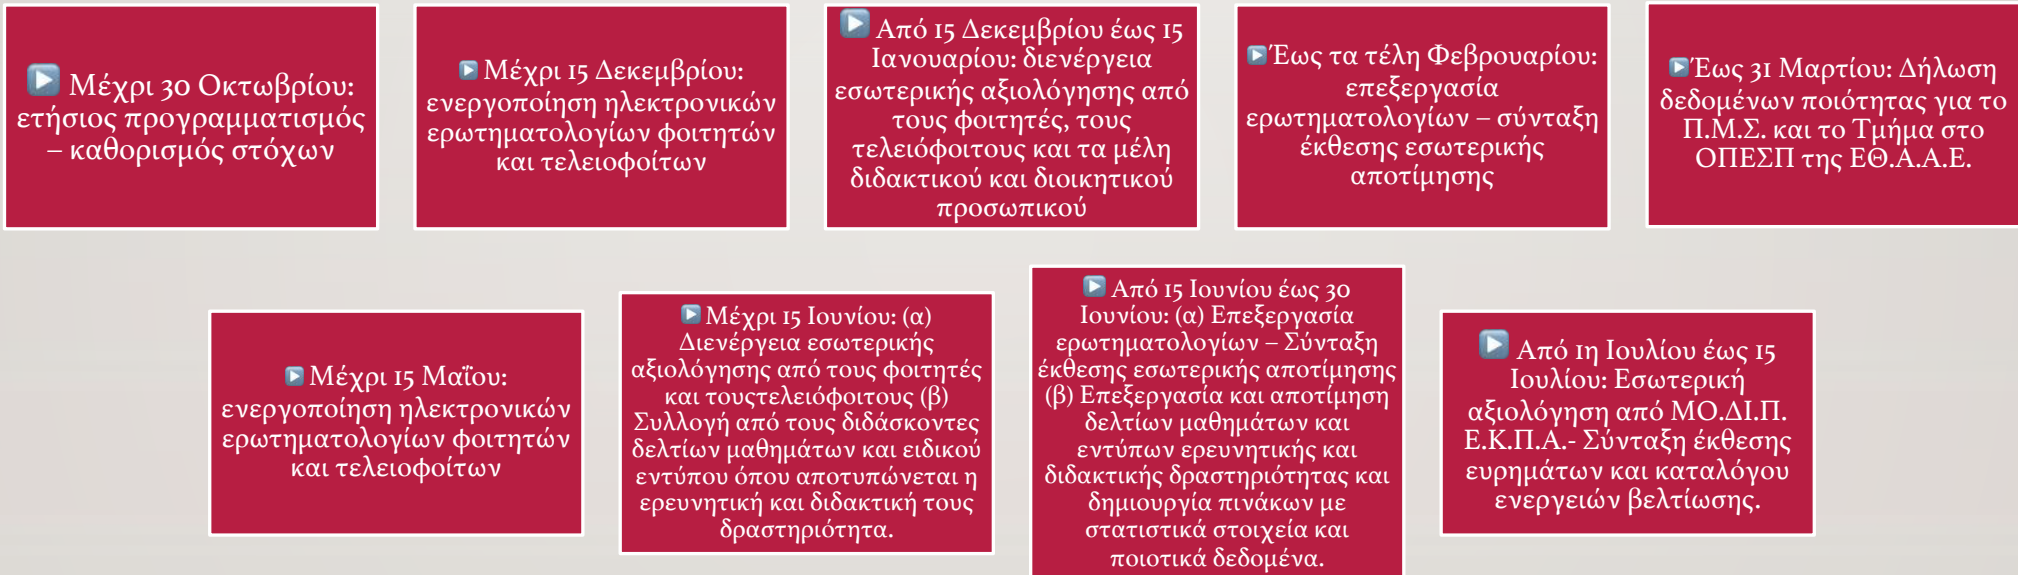 ▶ Μέχρι 30 Οκτωβρίου:
ετήσιος προγραμματισμός
– καθορισμός στόχων
▶ Μέχρι 15 Δεκεμβρίου:
ενεργοποίηση ηλεκτρονικών
ερωτηματολογίων φοιτητών
και τελειοφοίτων
▶ Από 15 Δεκεμβρίου έως 15
Ιανουαρίου: διενέργεια
εσωτερικής αξιολόγησης από
τους φοιτητές, τους
τελειόφοιτους και τα μέλη
διδακτικού και διοικητικού
προσωπικού
▶Έως τα τέλη Φεβρουαρίου:
επεξεργασία
ερωτηματολογίων – σύνταξη
έκθεσης εσωτερικής
αποτίμησης
▶Έως 31 Μαρτίου: Δήλωση
δεδομένων ποιότητας για το
Π.Μ.Σ. και το Τμήμα στο
ΟΠΕΣΠ της ΕΘ.Α.Α.Ε.
▶ Μέχρι 15 Μαΐου:
ενεργοποίηση ηλεκτρονικών
ερωτηματολογίων φοιτητών
και τελειοφοίτων
▶ Μέχρι 15 Ιουνίου: (α)
Διενέργεια εσωτερικής
αξιολόγησης από τους φοιτητές
και τουςτελειόφοιτους (β)
Συλλογή από τους διδάσκοντες
δελτίων μαθημάτων και ειδικού
εντύπου όπου αποτυπώνεται η
ερευνητική και διδακτική τους
δραστηριότητα.
▶ Από 15 Ιουνίου έως 30
Ιουνίου: (α) Επεξεργασία
ερωτηματολογίων – Σύνταξη
έκθεσης εσωτερικής αποτίμησης
(β) Επεξεργασία και αποτίμηση
δελτίων μαθημάτων και
εντύπων ερευνητικής και
διδακτικής δραστηριότητας και
δημιουργία πινάκων με
στατιστικά στοιχεία και
ποιοτικά δεδομένα.
▶ Από 1η Ιουλίου έως 15
Ιουλίου: Εσωτερική
αξιολόγηση από ΜΟ.ΔΙ.Π.
Ε.Κ.Π.Α.- Σύνταξη έκθεσης
ευρημάτων και καταλόγου
ενεργειών βελτίωσης.